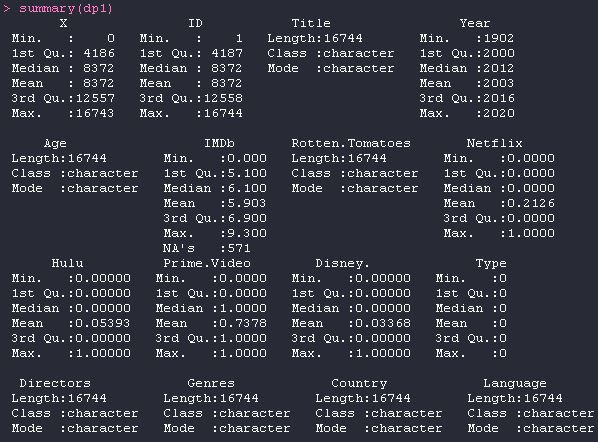 > summary(dp1)
X ID Title Year
Min. : 0 Min. : 1 Length:16744 Min. :1902
1st Qu.: 4186 1st Qu.: 4187 Class :character 1st Qu.:2000
Median : 8372 Median : 8372 Mode :character Median :2012
Mean : 8372 Mean : 8372 Mean :2003
3rd Qu.:12557 3rd Qu.:12558 3rd Qu.:2016
Max. :16743 Max. :16744 Max. :2020
Age IMDb Rotten.Tomatoes Netflix
Length:16744 Min. :0.000 Length:16744 Min. :0.0000
Class :character 1st Qu.:5.100 Class :character 1st Qu.:0.0000
Mode :character Median :6.100 Mode :character Median :0.0000
Mean :5.903 Mean :0.2126
3rd Qu.:6.900 3rd Qu.:0.0000
Max. :9.300 Max. :1.0000
NA's :571
Hulu Prime.Video Disney. Type
Min. :0.00000 Min. :0.0000 Min. :0.00000 Min. :0
1st Qu.:0.00000 1st Qu.:0.0000 1st Qu.:0.00000 1st Qu.:0
Median :0.00000 Median :1.0000 Median :0.00000 Median :0
Mean :0.05393 Mean :0.7378 Mean :0.03368 Mean :0
3rd Qu.:0.00000 3rd Qu.:1.0000 3rd Qu.:0.00000 3rd Qu.:0
Max. :1.00000 Max. :1.0000 Max. :1.00000 Max. :0
Directors Genres Country Language
Length:16744 Length:16744 Length:16744 Length:16744
Class :character Class :character Class :character Class :character
Mode :character Mode :character Mode :character Mode :character